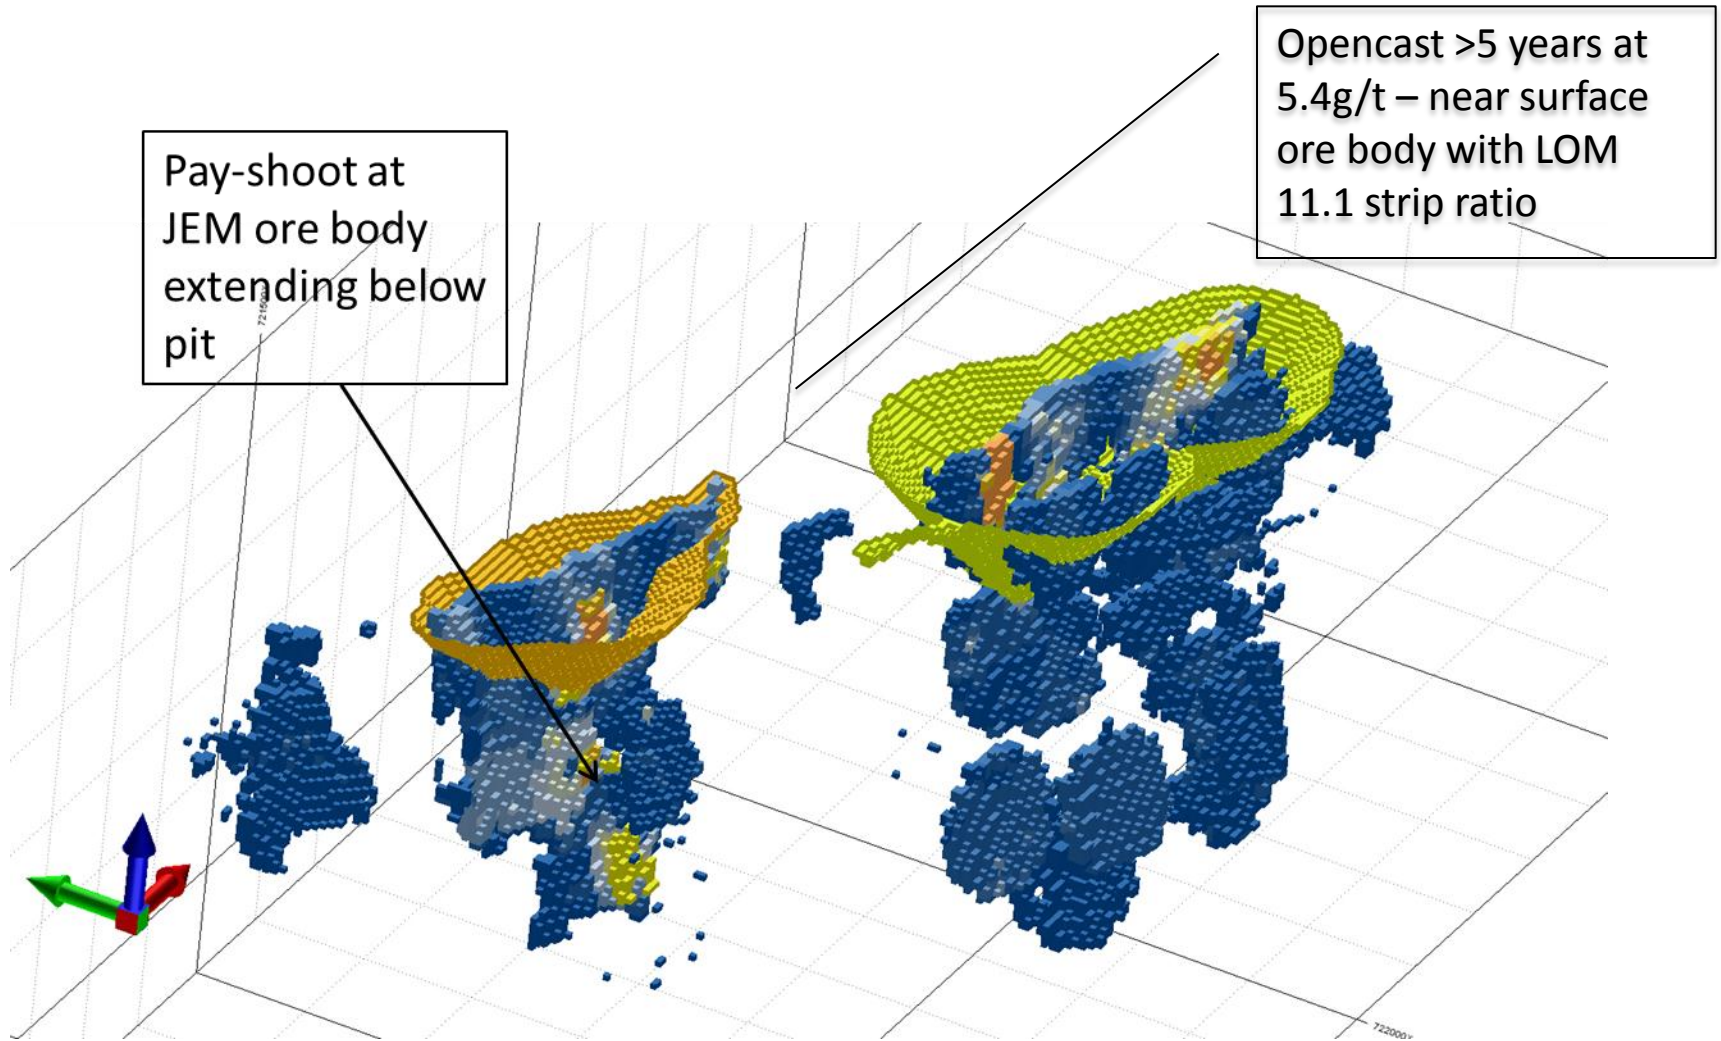 Opencast >5 years at
5.4g/t – near surface
ore body with LOM
11.1 strip ratio
Pay-shoot at
JEM ore body
extending below
pit